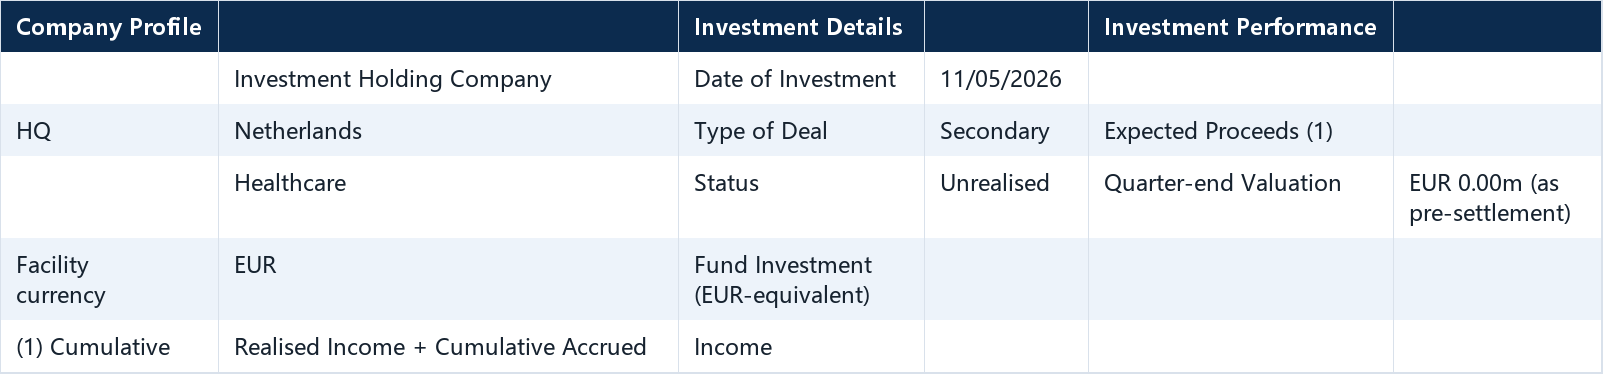 Company Profile Investment Details Investment Performance
Investment Holding Company Date of Investment 11/05/2026
HQ Netherlands Type of Deal Secondary Expected Proceeds (1)
Healthcare Status Unrealised Quarter-end Valuation EUR 0.00m (as
pre-settlement)
Facility EUR Fund Investment
currency (EUR-equivalent)
(1) Cumulative Realised Income + Cumulative Accrued Income